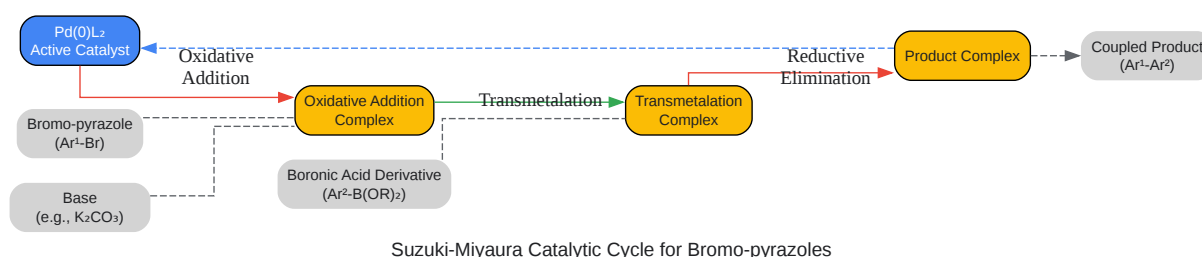 Pd(0)L₂
Active Catalyst
Oxidative
Addition
Bromo-pyrazole
(Ar¹-Br)
Base
(e.g., K₂CO₃)
Oxidative Addition
Complex
Transmetalation
Boronic Acid Derivative
(Ar²-B(OR)₂)
Transmetalation
Complex
Reductive
Elimination
Product Complex
Coupled Product
(Ar¹-Ar²)
Suzuki-Miyaura Catalytic Cycle for Bromo-pyrazoles